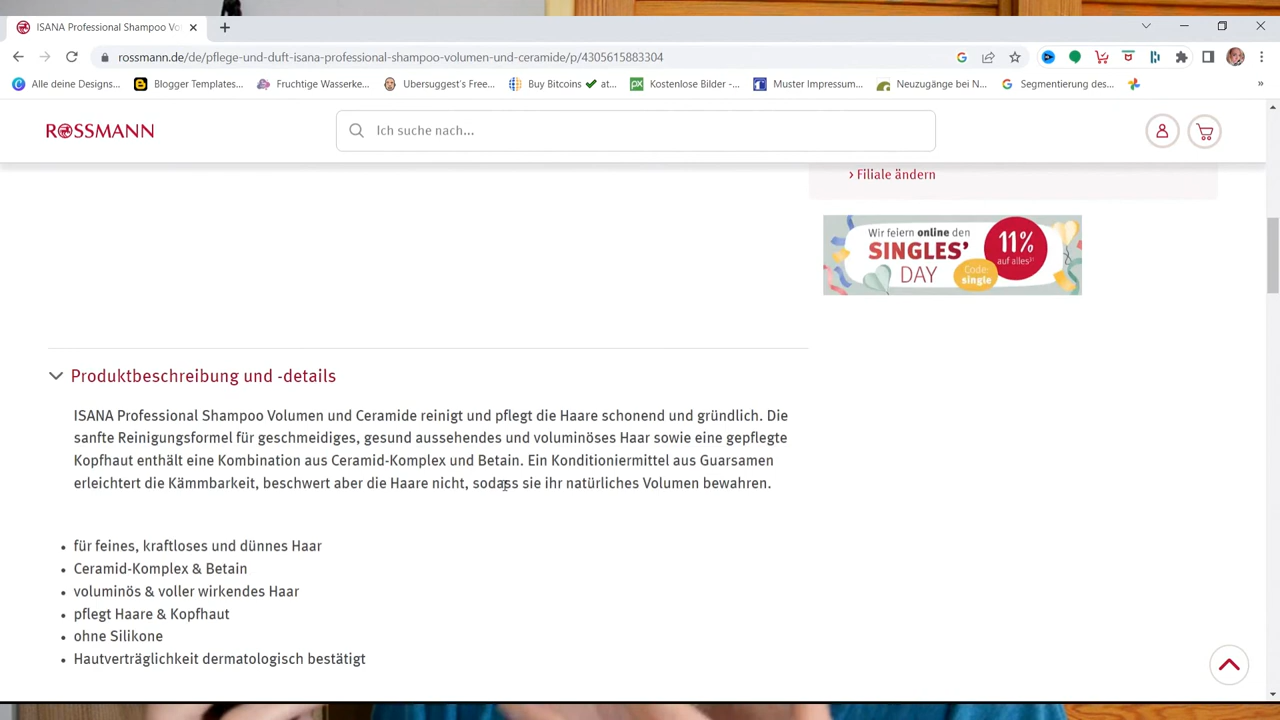 ISANA Professional Shampoo Vo
rossmann.de/de/pflege-und-duft-isana-professional-shampoo-volumen-und-ceramide/p/4305615883304
Alle deine Designs... Blogger Templates... Fruchtige Wasserke... Ubersuggest's Free... Buy Bitcoins ✔ at... px Kostenlose Bilder -... Muster Impressum... Neuzugänge bei N... Segmentierung des... »
ROSSMANN
Ich suche nach...
› Filiale ändern
Wir feiern online den
SINGLES'
DAY
11%
auf alles
Code:
single
Produktbeschreibung und -details
ISANA Professional Shampoo Volumen und Ceramide reinigt und pflegt die Haare schonend und gründlich. Die
sanfte Reinigungsformel für geschmeidiges, gesund aussehendes und voluminöses Haar sowie eine gepflegte
Kopfhaut enthält eine Kombination aus Ceramid-Komplex und Betain. Ein Konditioniermittel aus Guarsamen
erleichtert die Kämmbarkeit, beschwert aber die Haare nicht, sodass sie ihr natürliches Volumen bewahren.
• für feines, kraftloses und dünnes Haar
• Ceramid-Komplex & Betain
• voluminös & voller wirkendes Haar
• pflegt Haare & Kopfhaut
• ohne Silikone
• Hautverträglichkeit dermatologisch bestätigt